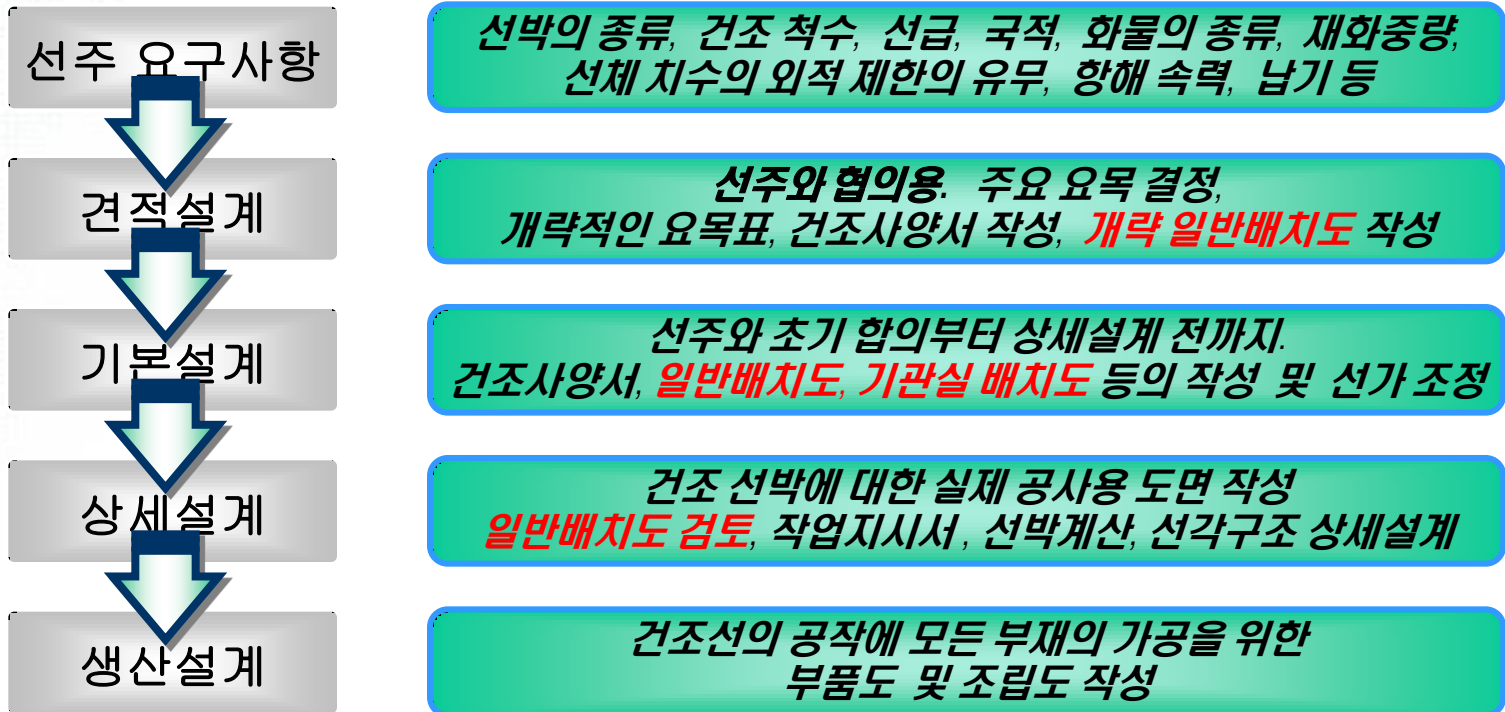 선주 요구사항
선박의 종류, 건조 척수, 선급, 국적, 화물의 종류, 재화중량,
선체 치수의 외적 제한의 유무, 항해 속력, 납기 등
견적설계
선주와 협의용. 주요 요목 결정,
개략적인 요목표, 건조사양서 작성, 개략 일반배치도 작성
기본설계
선주와 초기 합의부터 상세설계 전까지.
건조사양서, 일반배치도, 기관실 배치도 등의 작성 및 선가 조정
상세설계
건조 선박에 대한 실제 공사용 도면 작성
일반배치도 검토, 작업지시서 , 선박계산, 선각구조 상세설계
생산설계
건조선의 공작에 모든 부재의 가공을 위한
부품도 및 조립도 작성